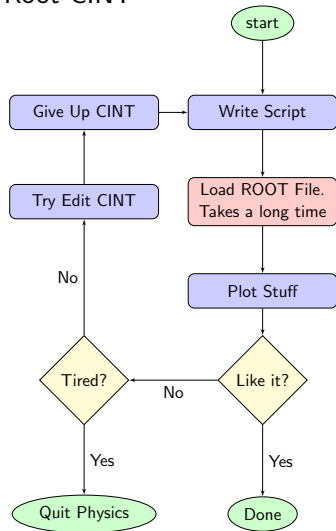 Root CINT
start
Give Up CINT
Write Script
Try Edit CINT
Load ROOT File.
Takes a long time
No
Plot Stuff
Tired?
No
Like it?
Yes
Yes
Quit Physics
Done